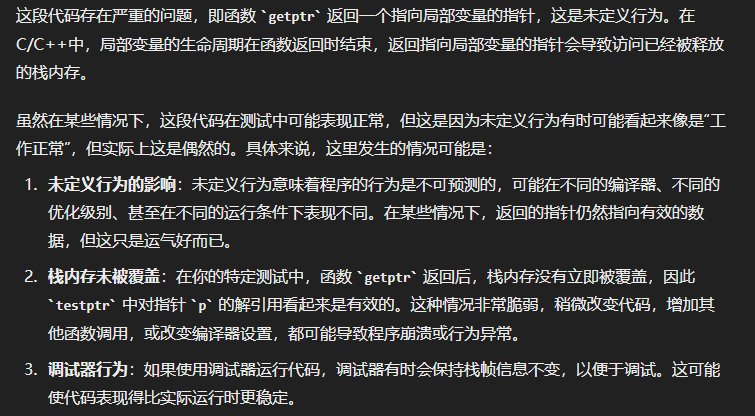 这段代码存在严重的问题，即函数 `getptr` 返回一个指向局部变量的指针，这是未定义行为。在
C/C++中，局部变量的生命周期在函数返回时结束，返回指向局部变量的指针会导致访问已经被释放
的栈内存。
虽然在某些情况下，这段代码在测试中可能表现正常，但这是因为未定义行为有时可能看起来像是“工
作正常”，但实际上这是偶然的。具体来说，这里发生的情况可能是：
1. 未定义行为的影响：未定义行为意味着程序的行为是不可预测的，可能在不同的编译器、不同的
优化级别、甚至在不同的运行条件下表现不同。在某些情况下，返回的指针仍然指向有效的数
据，但这只是运气好而已。
2. 栈内存未被覆盖：在你的特定测试中，函数 `getptr` 返回后，栈内存没有立即被覆盖，因此
`testptr` 中对指针 `p` 的解引用看起来是有效的。这种情况非常脆弱，稍微改变代码，增加其
他函数调用，或改变编译器设置，都可能导致程序崩溃或行为异常。
3. 调试器行为：如果使用调试器运行代码，调试器有时会保持栈帧信息不变，以便于调试。这可能
使代码表现得比实际运行时更稳定。